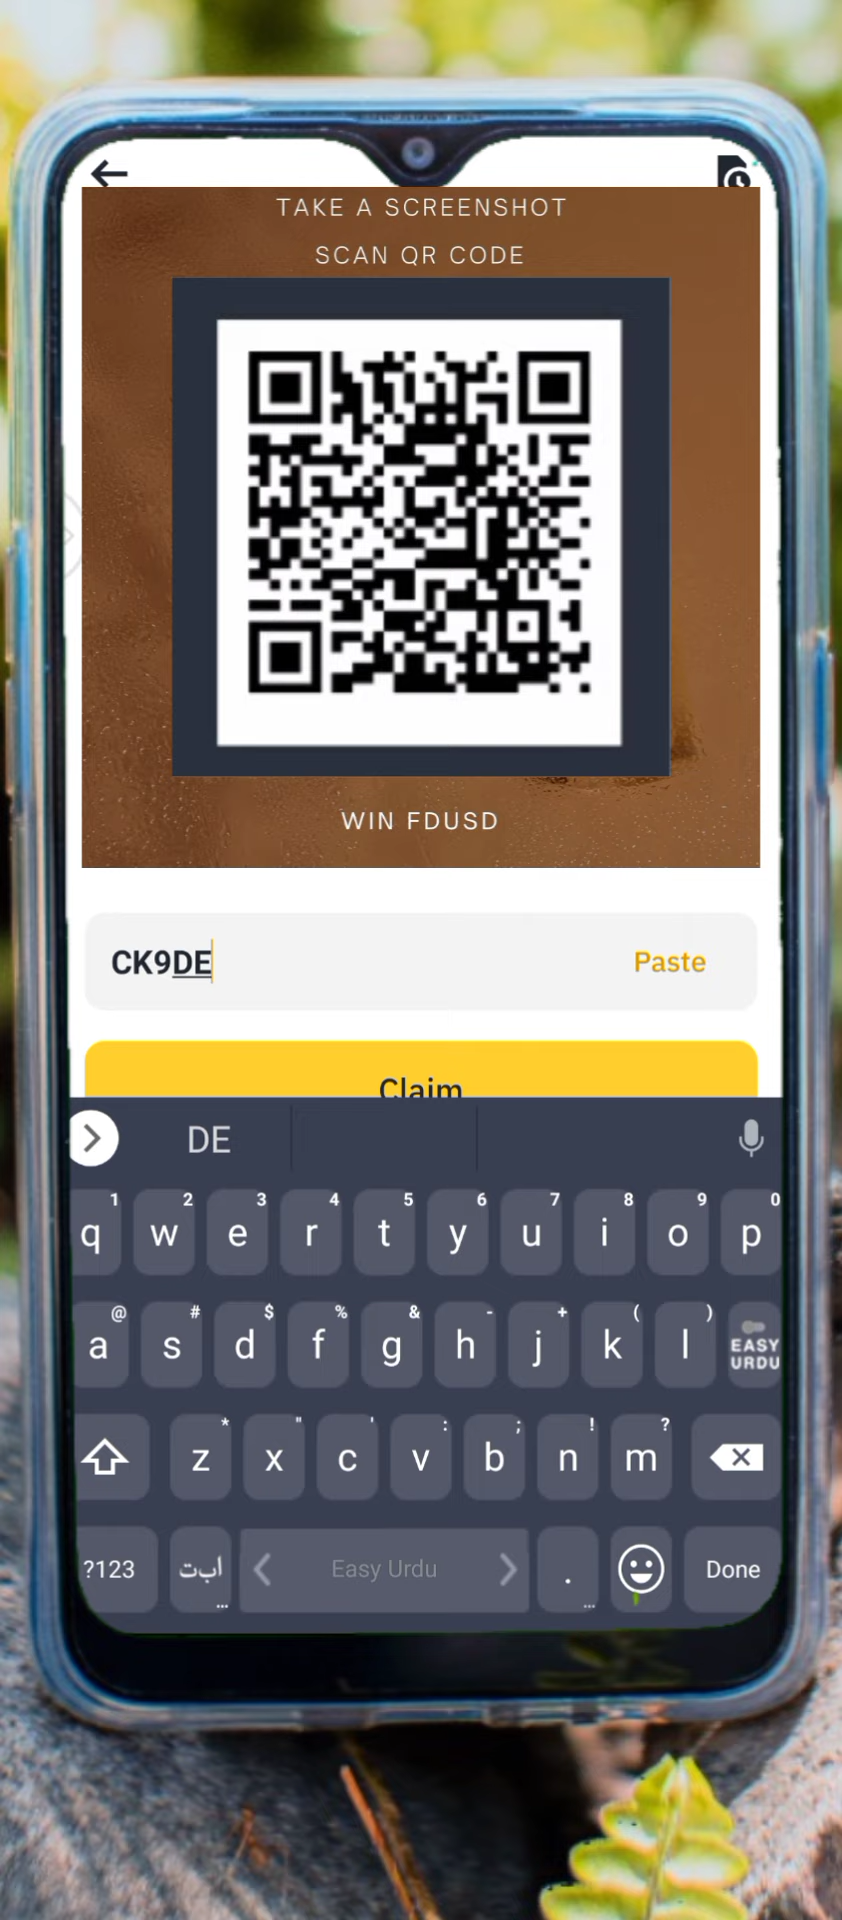 TAKE A SCREENSHOT
SCAN QR CODE
WIN FDUSD
CK9DE
Paste
Claim
DE
1 2 3 4 5 6 7 8 9 0
q w e r t y u i o p
@ # $ % & - + ( )
a s d f g h j k l EASY URDU
* " ' : ; ! ?
z x c v b n m
?123 اب‌ت Easy Urdu . Done